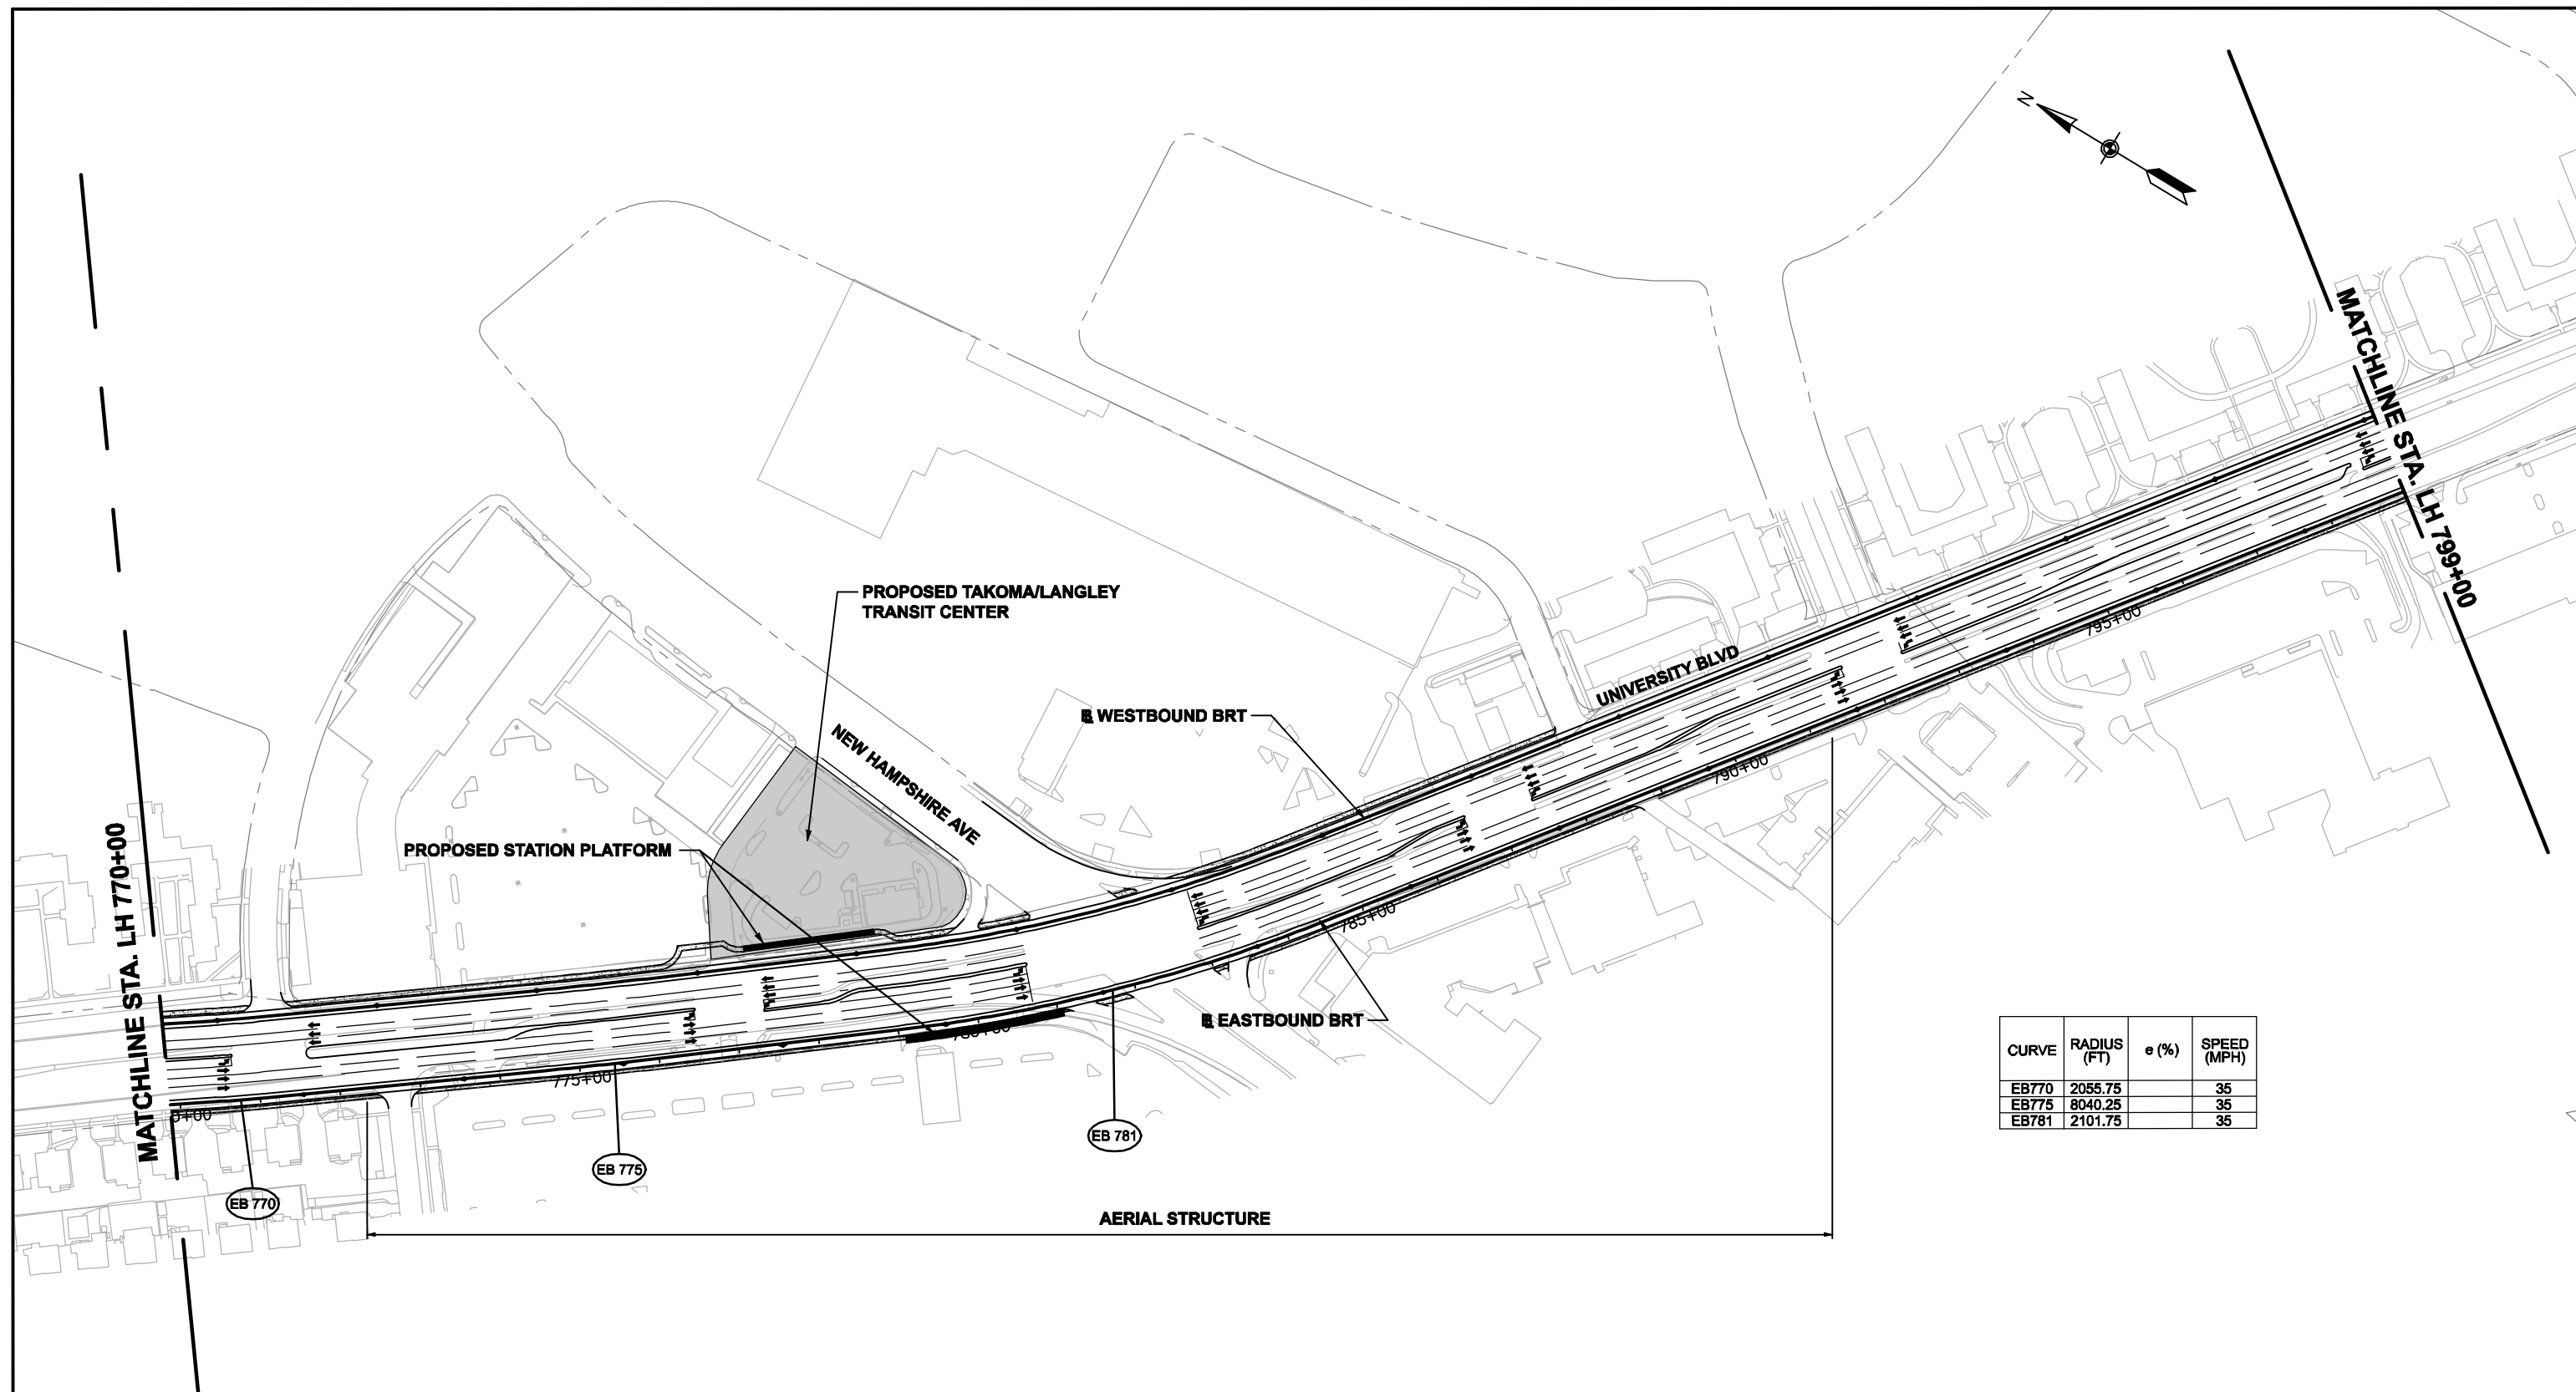 N
MATCHLINE STA. LH 799+00
PROPOSED TAKOMA/LANGLEY
TRANSIT CENTER
795+00
UNIVERSITY BLVD
WESTBOUND BRT
NEW HAMPSHIRE AVE
790+00
PROPOSED STATION PLATFORM
MATCHLINE STA. LH 770+00
785+00
EASTBOUND BRT
775+00
EB 781
EB 775
EB 770
AERIAL STRUCTURE
CURVE RADIUS (FT) e (%) SPEED (MPH)
EB770 2055.75 35
EB775 8040.25 35
EB781 2101.75 35